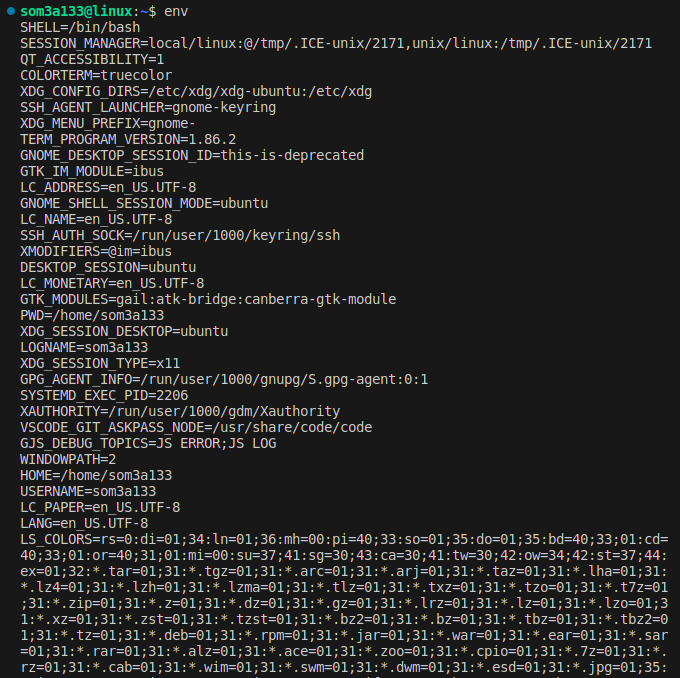 som3a133@linux:~$ env
SHELL=/bin/bash
SESSION_MANAGER=local/linux:@/tmp/.ICE-unix/2171,unix/linux:/tmp/.ICE-unix/2171
QT_ACCESSIBILITY=1
COLORTERM=truecolor
XDG_CONFIG_DIRS=/etc/xdg/xdg-ubuntu:/etc/xdg
SSH_AGENT_LAUNCHER=gnome-keyring
XDG_MENU_PREFIX=gnome-
TERM_PROGRAM_VERSION=1.86.2
GNOME_DESKTOP_SESSION_ID=this-is-deprecated
GTK_IM_MODULE=ibus
LC_ADDRESS=en_US.UTF-8
GNOME_SHELL_SESSION_MODE=ubuntu
LC_NAME=en_US.UTF-8
SSH_AUTH_SOCK=/run/user/1000/keyring/ssh
XMODIFIERS=@im=ibus
DESKTOP_SESSION=ubuntu
LC_MONETARY=en_US.UTF-8
GTK_MODULES=gail:atk-bridge:canberra-gtk-module
PWD=/home/som3a133
XDG_SESSION_DESKTOP=ubuntu
LOGNAME=som3a133
XDG_SESSION_TYPE=x11
GPG_AGENT_INFO=/run/user/1000/gnupg/S.gpg-agent:0:1
SYSTEMD_EXEC_PID=2206
XAUTHORITY=/run/user/1000/gdm/Xauthority
VSCODE_GIT_ASKPASS_NODE=/usr/share/code/code
GJS_DEBUG_TOPICS=JS ERROR;JS LOG
WINDOWPATH=2
HOME=/home/som3a133
USERNAME=som3a133
LC_PAPER=en_US.UTF-8
LANG=en_US.UTF-8
LS_COLORS=rs=0:di=01;34:ln=01;36:mh=00:pi=40;33:so=01;35:do=01;35:bd=40;33;01:cd=
40;33;01:or=40;31;01:mi=00:su=37;41:sg=30;43:ca=30;41:tw=30;42:ow=34;42:st=37;44:
ex=01;32:*.tar=01;31:*.tgz=01;31:*.arc=01;31:*.arj=01;31:*.taz=01;31:*.lha=01;31:
*.lz4=01;31:*.lzh=01;31:*.lzma=01;31:*.tlz=01;31:*.txz=01;31:*.tzo=01;31:*.t7z=01
;31:*.zip=01;31:*.z=01;31:*.dz=01;31:*.gz=01;31:*.lrz=01;31:*.lz=01;31:*.lzo=01;3
1:*.xz=01;31:*.zst=01;31:*.tzst=01;31:*.bz2=01;31:*.bz=01;31:*.tbz=01;31:*.tbz2=0
1;31:*.tz=01;31:*.deb=01;31:*.rpm=01;31:*.jar=01;31:*.war=01;31:*.ear=01;31:*.sar
=01;31:*.rar=01;31:*.alz=01;31:*.ace=01;31:*.zoo=01;31:*.cpio=01;31:*.7z=01;31:*.
rz=01;31:*.cab=01;31:*.wim=01;31:*.swm=01;31:*.dwm=01;31:*.esd=01;31:*.jpg=01;35: